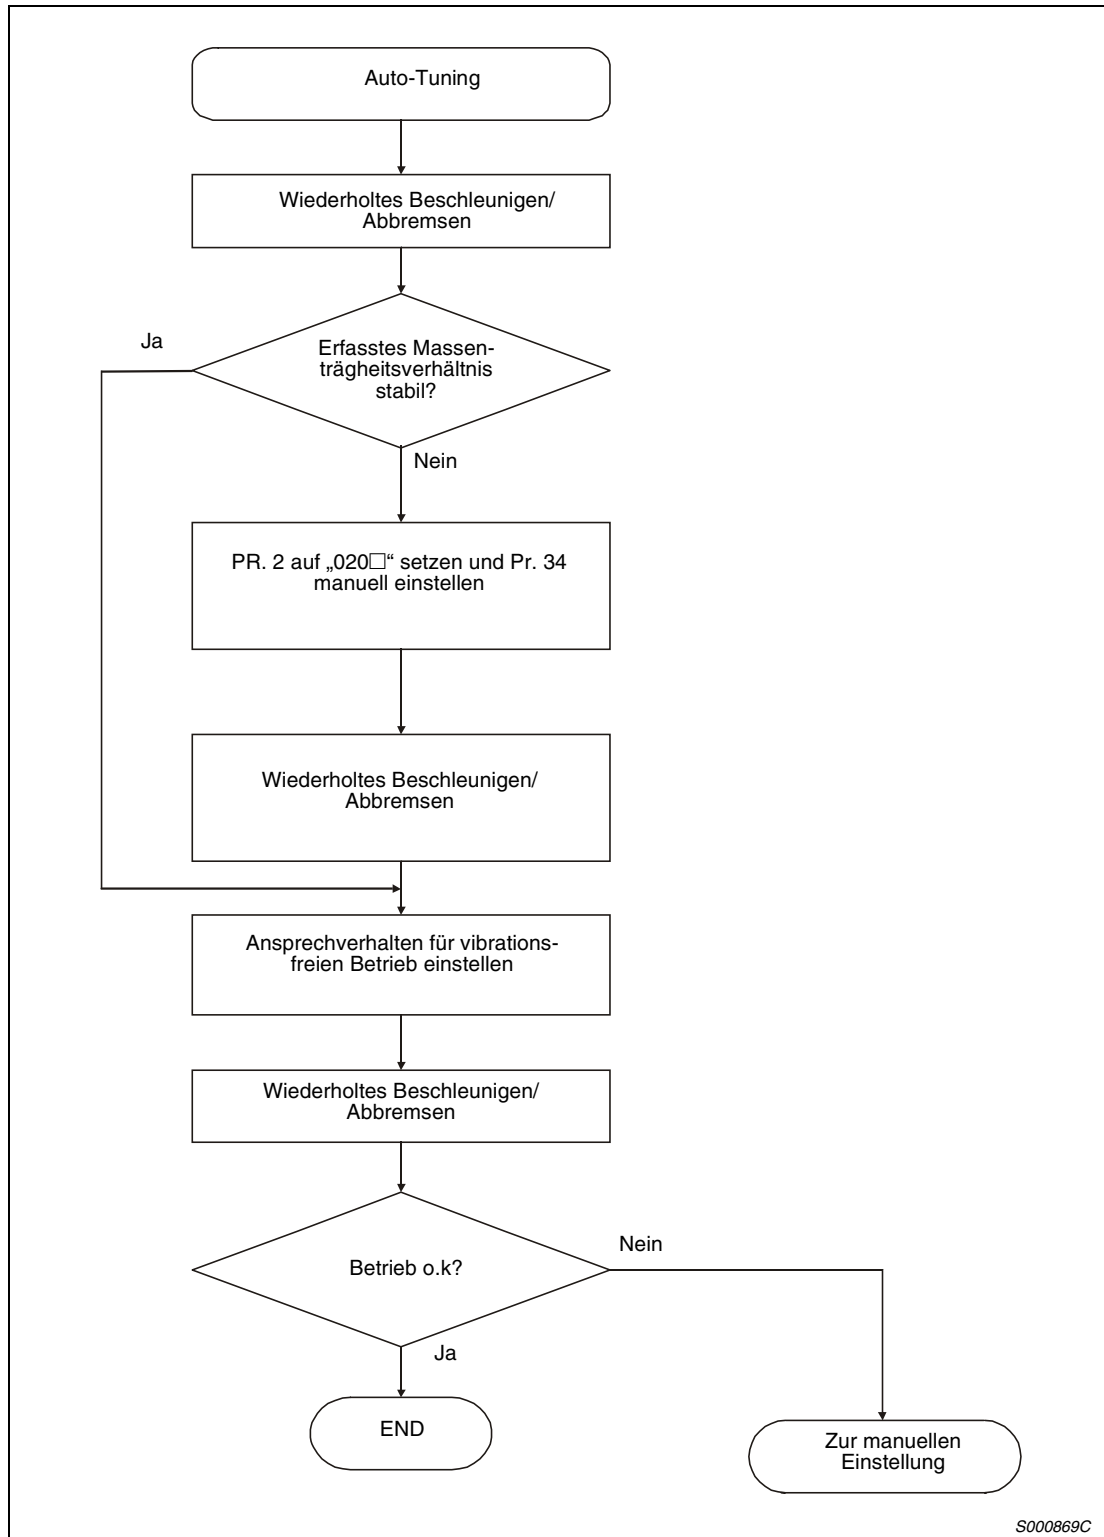 Auto-Tuning
Wiederholtes Beschleunigen/
Abbremsen
Ja
Erfasstes Massen-
trägheitsverhältnis
stabil?
Nein
PR. 2 auf „020□“ setzen und Pr. 34
manuell einstellen
Wiederholtes Beschleunigen/
Abbremsen
Ansprechverhalten für vibrations-
freien Betrieb einstellen
Wiederholtes Beschleunigen/
Abbremsen
Betrieb o.k?
Nein
Ja
END
Zur manuellen
Einstellung
S000869C